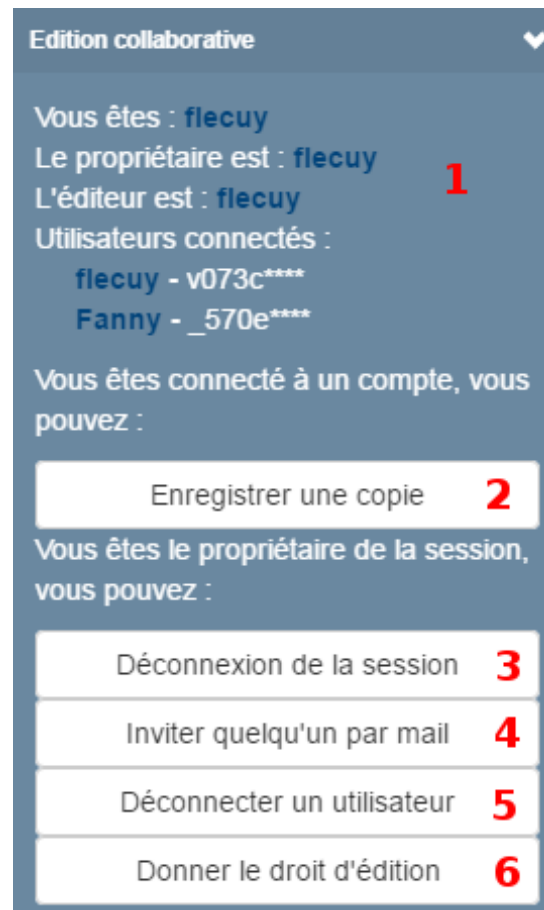 Edition collaborative
Vous êtes : flecuy
Le propriétaire est : flecuy
1
L'éditeur est : flecuy
Utilisateurs connectés :
flecuy - v073c****
Fanny - _570e****
Vous êtes connecté à un compte, vous
pouvez :
Enregistrer une copie 2
Vous êtes le propriétaire de la session,
vous pouvez :
Déconnexion de la session 3
Inviter quelqu'un par mail 4
Déconnecter un utilisateur 5
Donner le droit d'édition 6